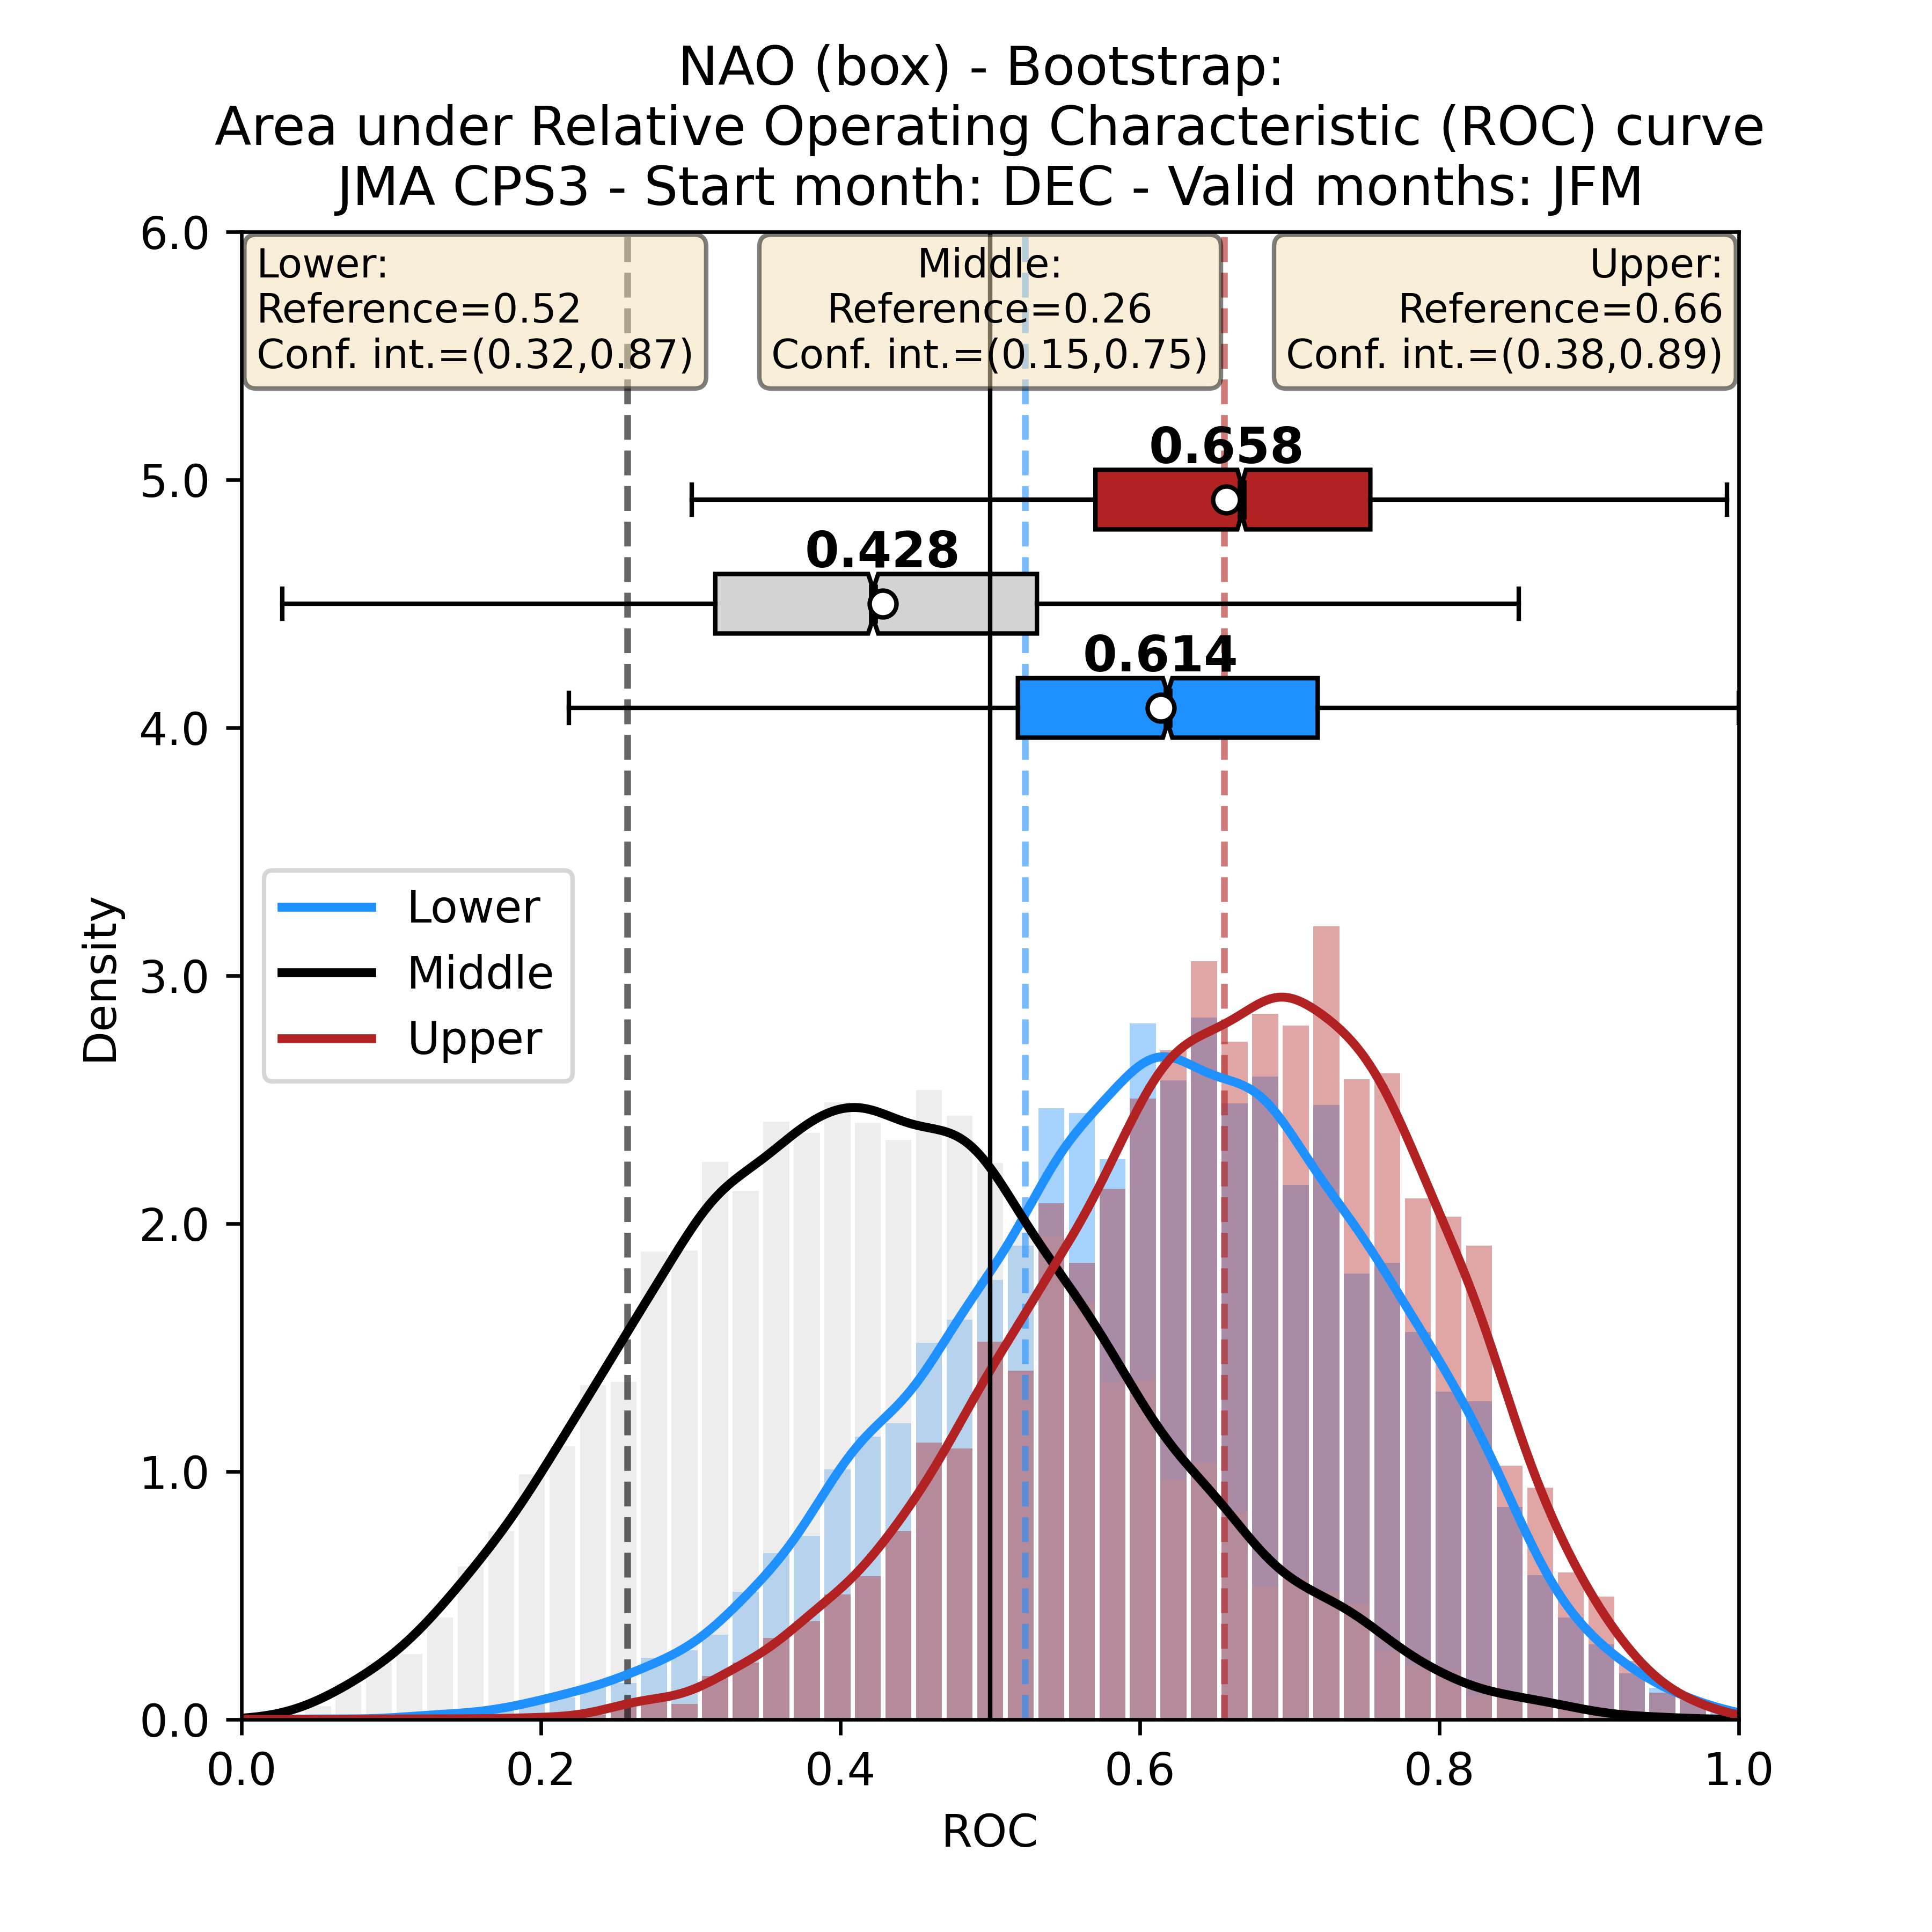 NAO (box) - Bootstrap:
Area under Relative Operating Characteristic (ROC) curve
JMA CPS3 - Start month: DEC - Valid months: JFM
Lower:
Reference=0.52
Conf. int.=(0.32,0.87)
Middle:
Reference=0.26
Conf. int.=(0.15,0.75)
Upper:
Reference=0.66
Conf. int.=(0.38,0.89)
0.658
0.428
0.614
Lower
Middle
Upper
Density
6.0
5.0
4.0
3.0
2.0
1.0
0.0
0.0 0.2 0.4 0.6 0.8 1.0
ROC